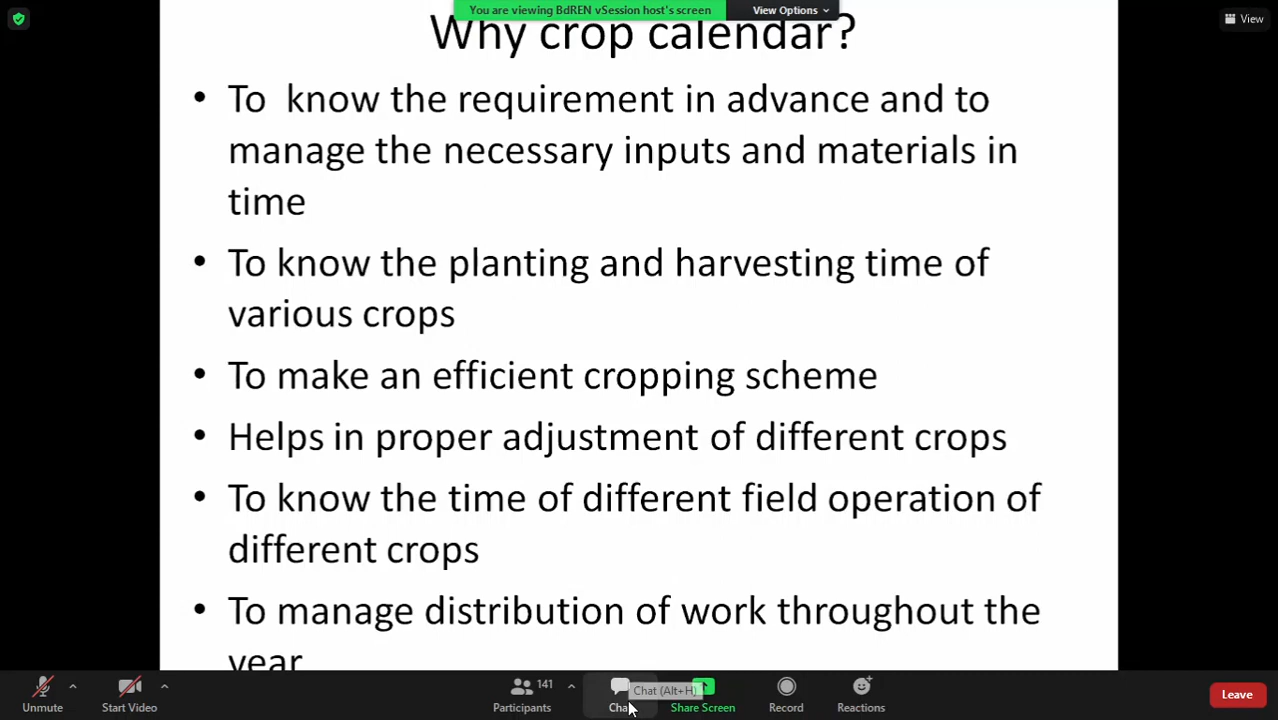 You are viewing BdREN vSession host's screen
View Options
View
Why crop calendar?
• To know the requirement in advance and to
manage the necessary inputs and materials in
time
• To know the planting and harvesting time of
various crops
• To make an efficient cropping scheme
• Helps in proper adjustment of different crops
• To know the time of different field operation of
different crops
• To manage distribution of work throughout the
year
Unmute
Start Video
141
Participants
Chat (Alt+H)
Share Screen
Record
Reactions
Leave